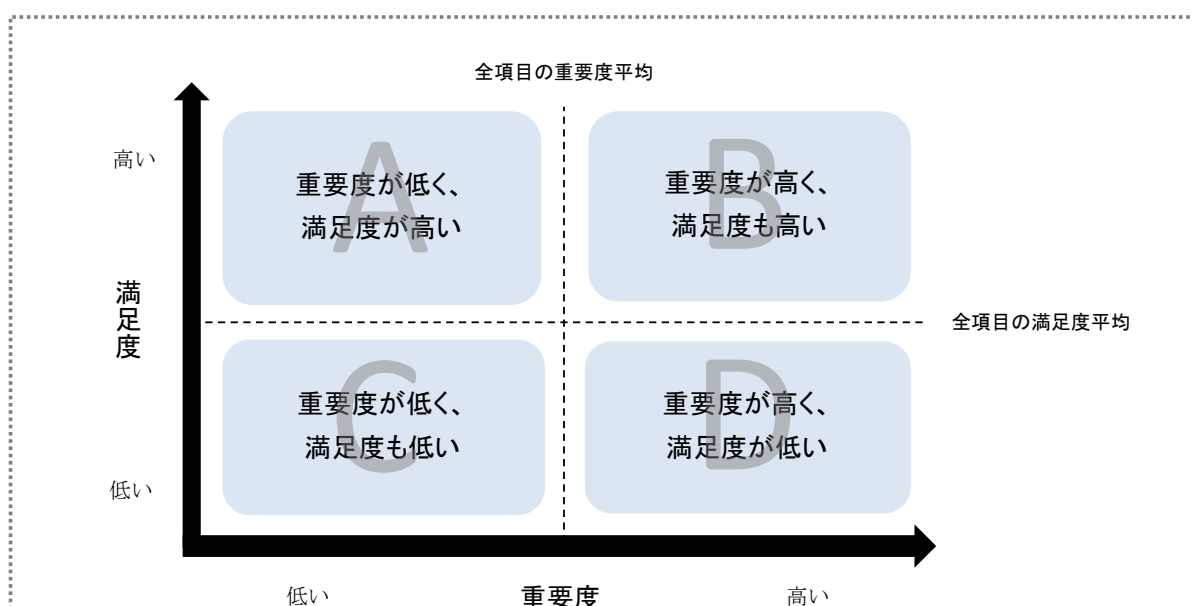 全項目の重要度平均
高い
A
重要度が低く、
満足度が高い
B
重要度が高く、
満足度も高い
満足度
全項目の満足度平均
C
重要度が低く、
満足度も低い
D
重要度が高く、
満足度が低い
低い
低い
重要度
高い